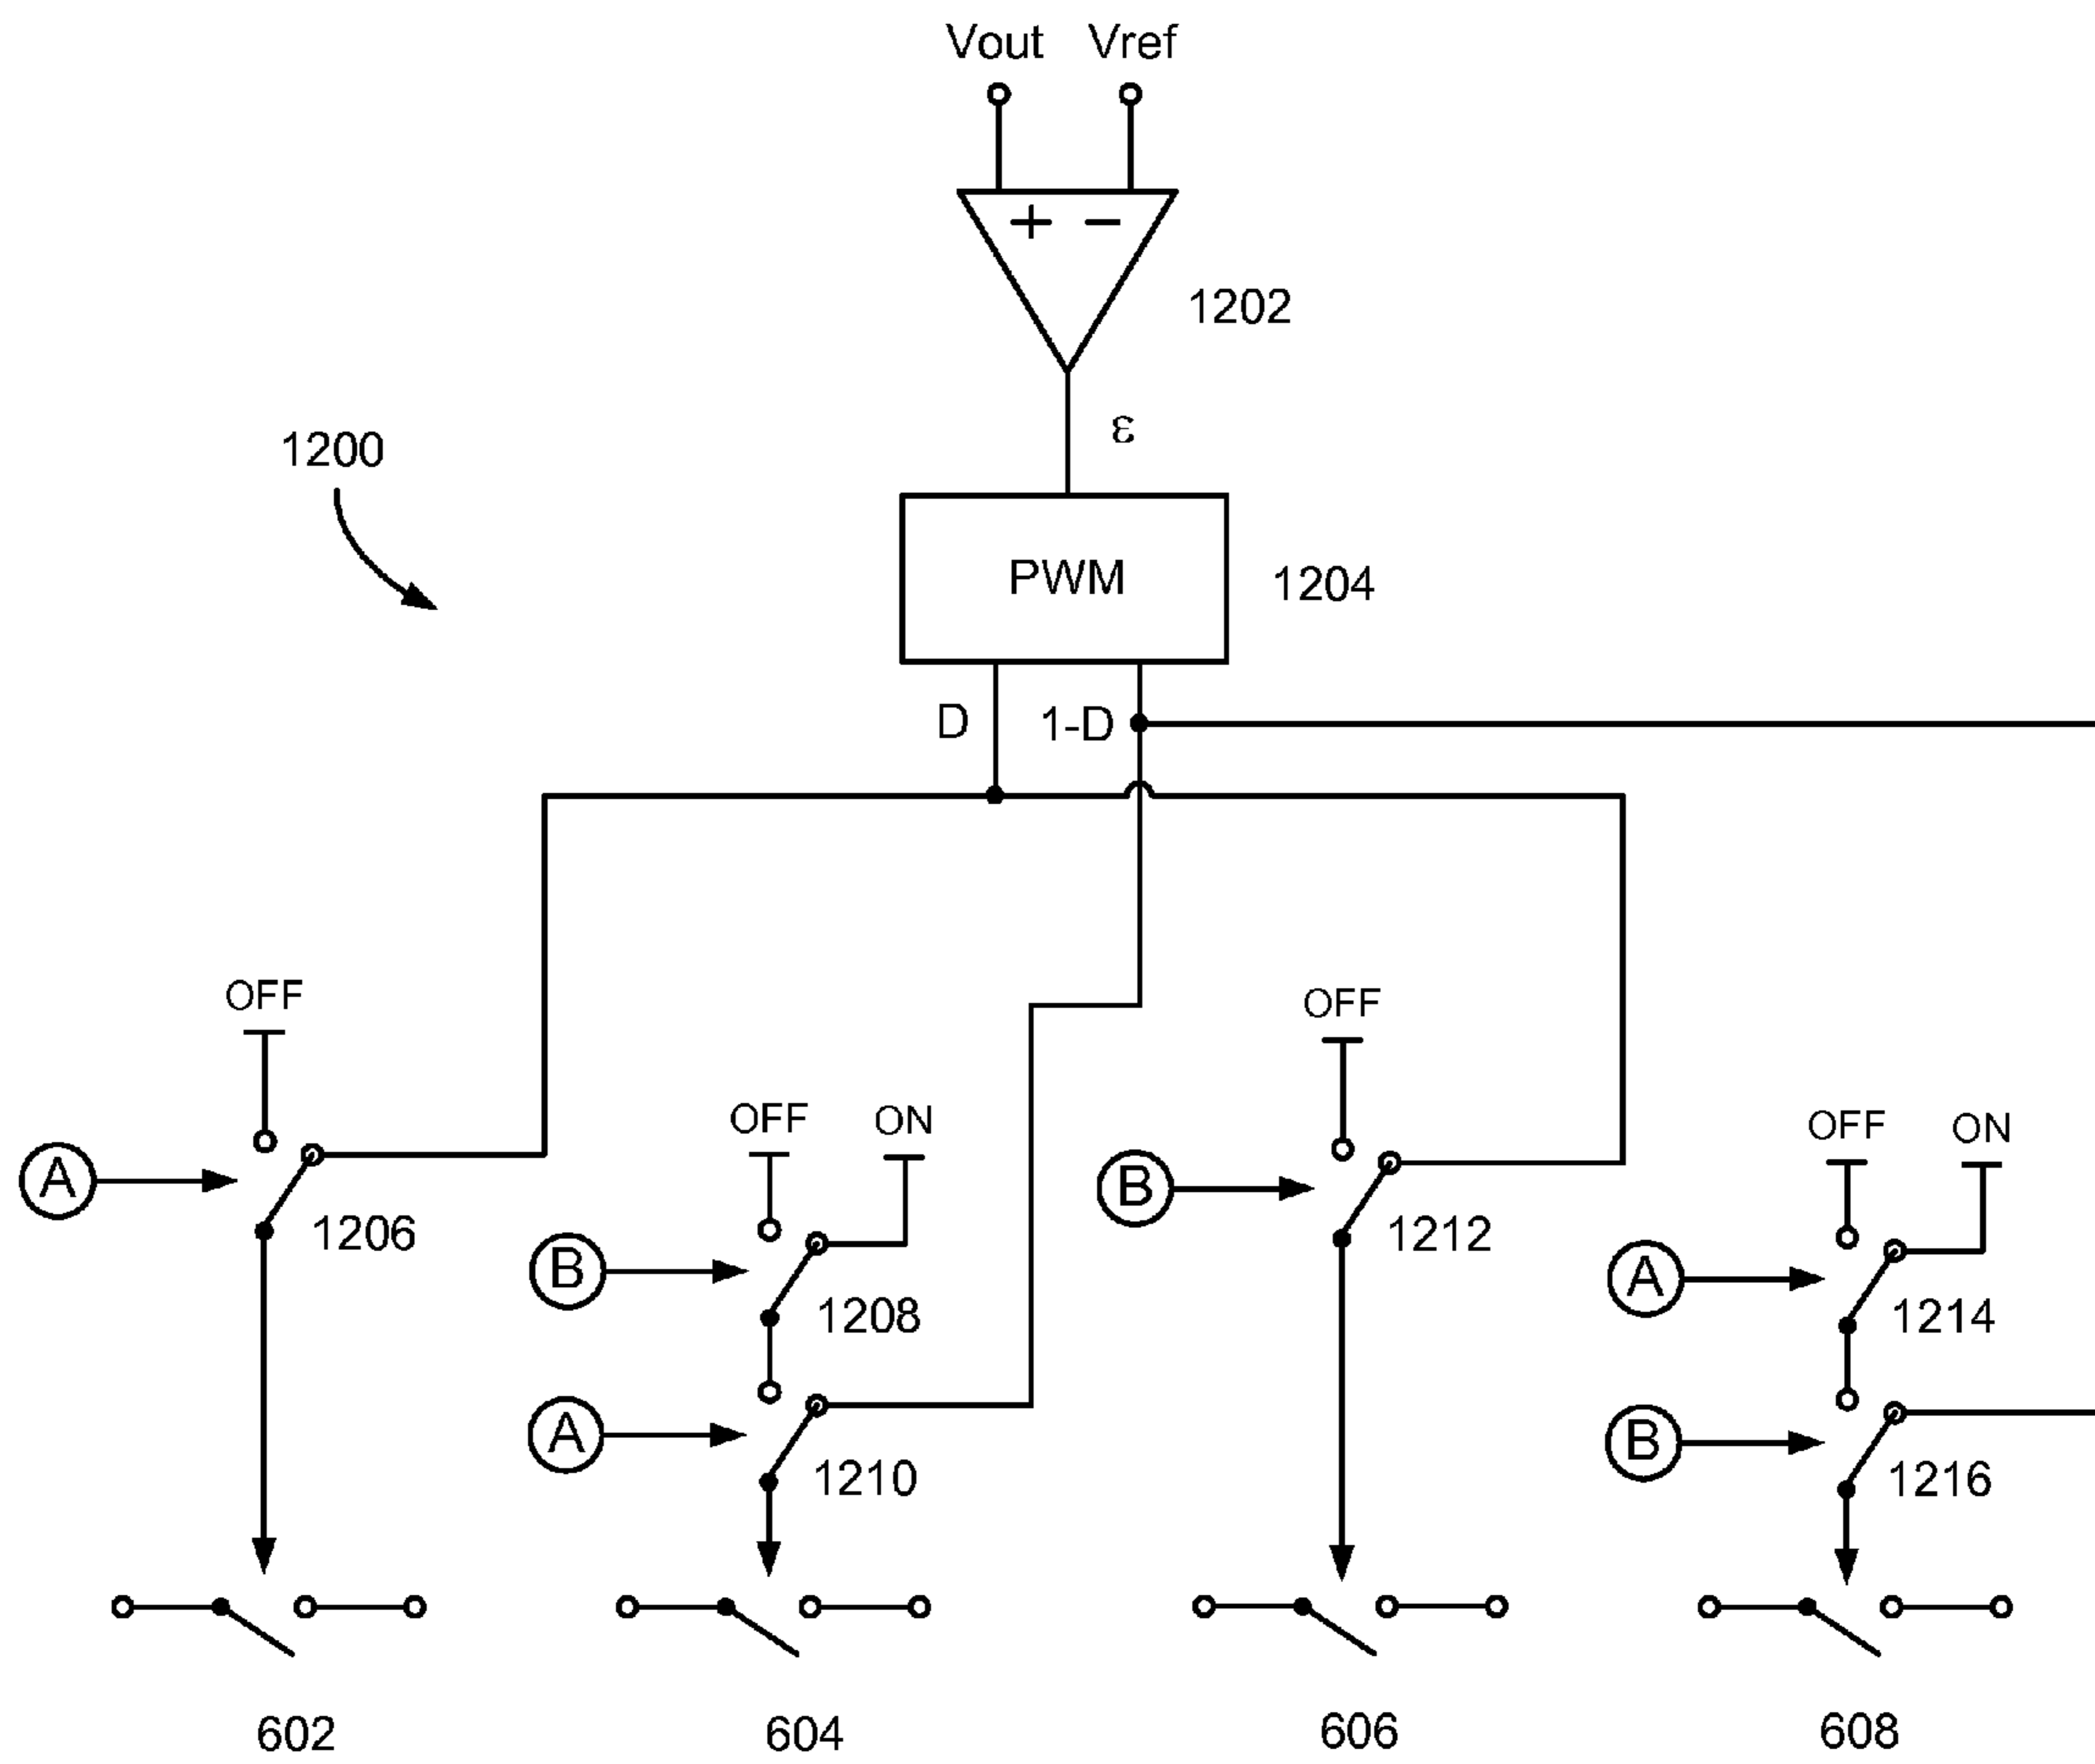 Vout Vref
+ −
1202
ε
1200
PWM
1204
D 1-D
OFF
OFF
OFF ON
OFF ON
A
B
1206
1212
B
A
1208
1214
A
B
1210
1216
602 604 606 608